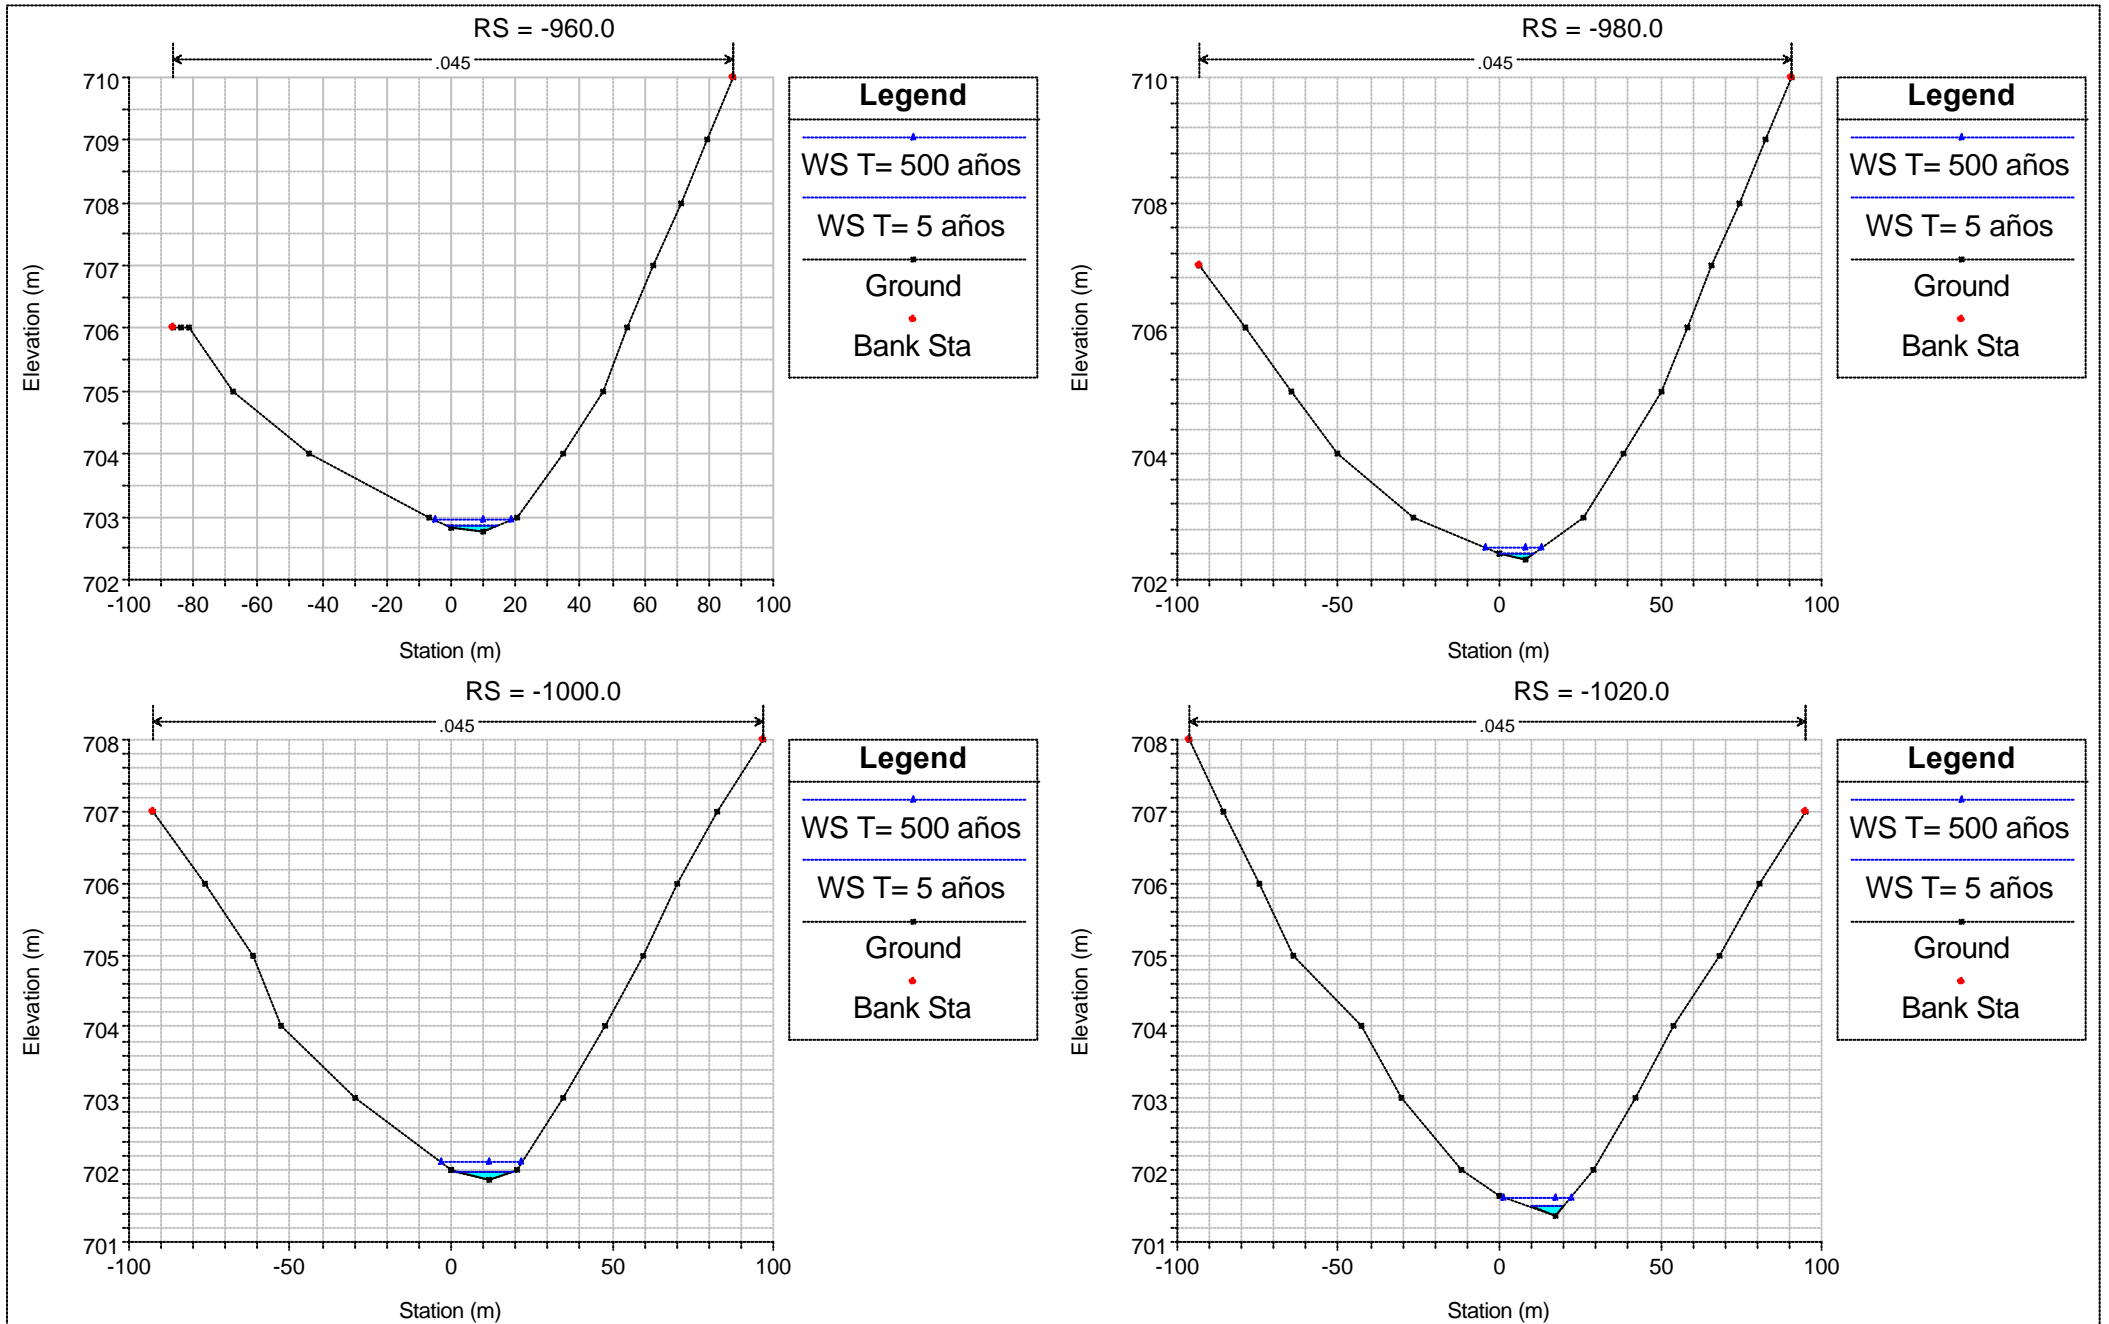 RS = -960.0
.045
710
709
708
707
706
705
704
703
702
Elevation (m)
-100 -80 -60 -40 -20 0 20 40 60 80 100
Station (m)
Legend
WS T= 500 años
WS T= 5 años
Ground
Bank Sta
RS = -980.0
.045
710
708
706
704
702
Elevation (m)
-100 -50 0 50 100
Station (m)
Legend
WS T= 500 años
WS T= 5 años
Ground
Bank Sta
RS = -1000.0
.045
708
707
706
705
704
703
702
701
Elevation (m)
-100 -50 0 50 100
Station (m)
Legend
WS T= 500 años
WS T= 5 años
Ground
Bank Sta
RS = -1020.0
.045
708
707
706
705
704
703
702
701
Elevation (m)
-100 -50 0 50 100
Station (m)
Legend
WS T= 500 años
WS T= 5 años
Ground
Bank Sta